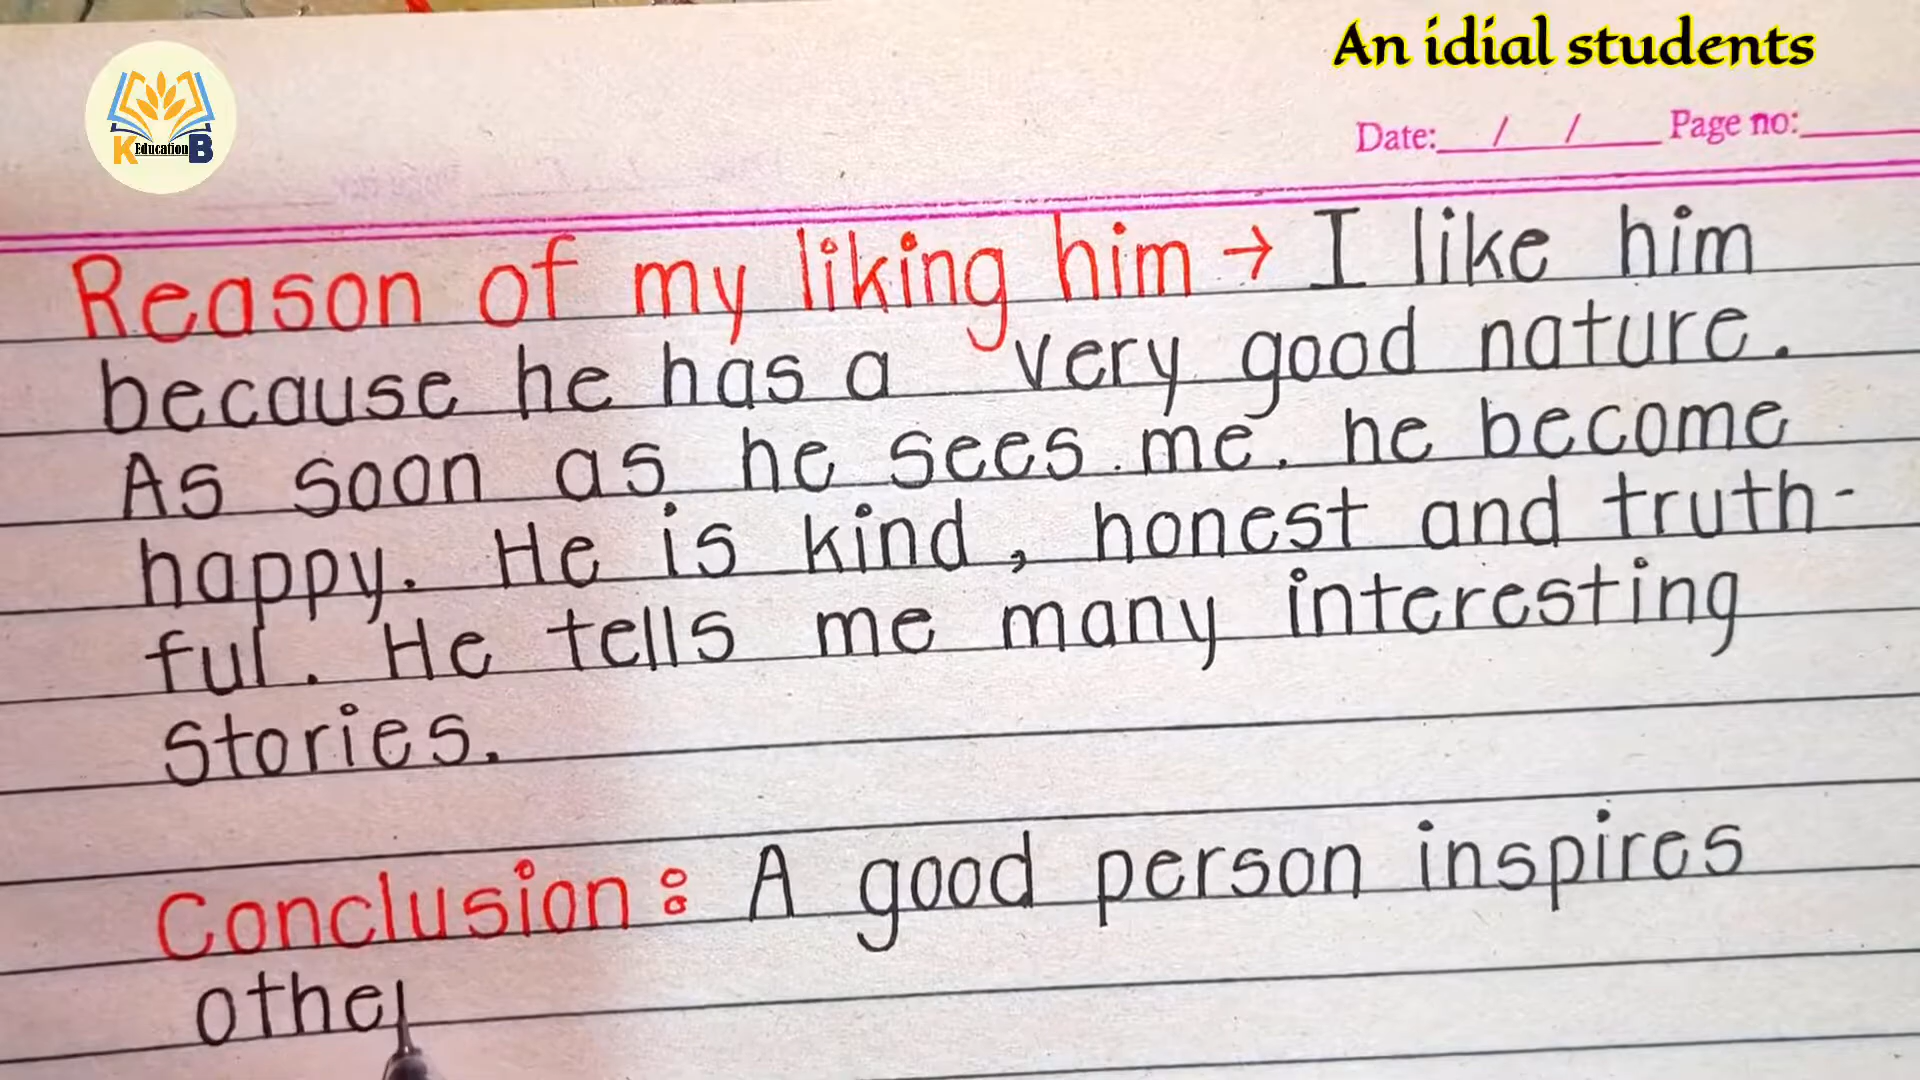 An idial students
K Education B
Date: / / Page no:
Reason of my liking him → I like him
because he has a very good nature.
As soon as he sees me. he become
happy. He is kind, honest and truth-
ful. He tells me many interesting
stories.
Conclusion: A good person inspires
other